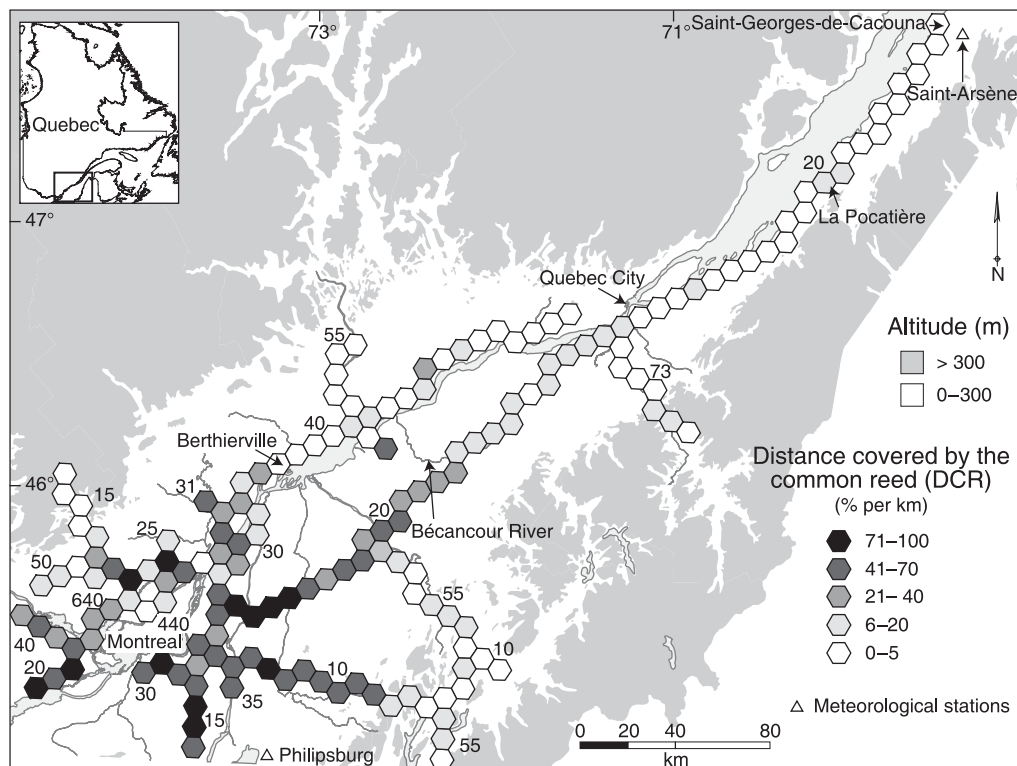 73°
71°
Saint-Georges-de-Cacouna
Saint-Arsène
Quebec
20
La Pocatière
47°
N
Quebec City
Altitude (m)
> 300
0–300
55
73
40
Berthierville
Distance covered by the
common reed (DCR)
(% per km)
71–100
41–70
21– 40
6–20
0–5
46°
31
15
20
Bécancour River
25
30
50
55
640
440
Montreal
40
10
20
30
35
10
15
55
Meteorological stations
Philipsburg
0 20 40 80
km